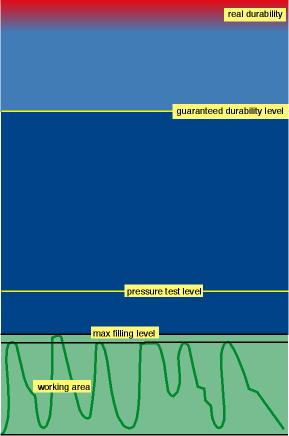 real durability
guaranteed durability level
pressure test level
max filling level
working area